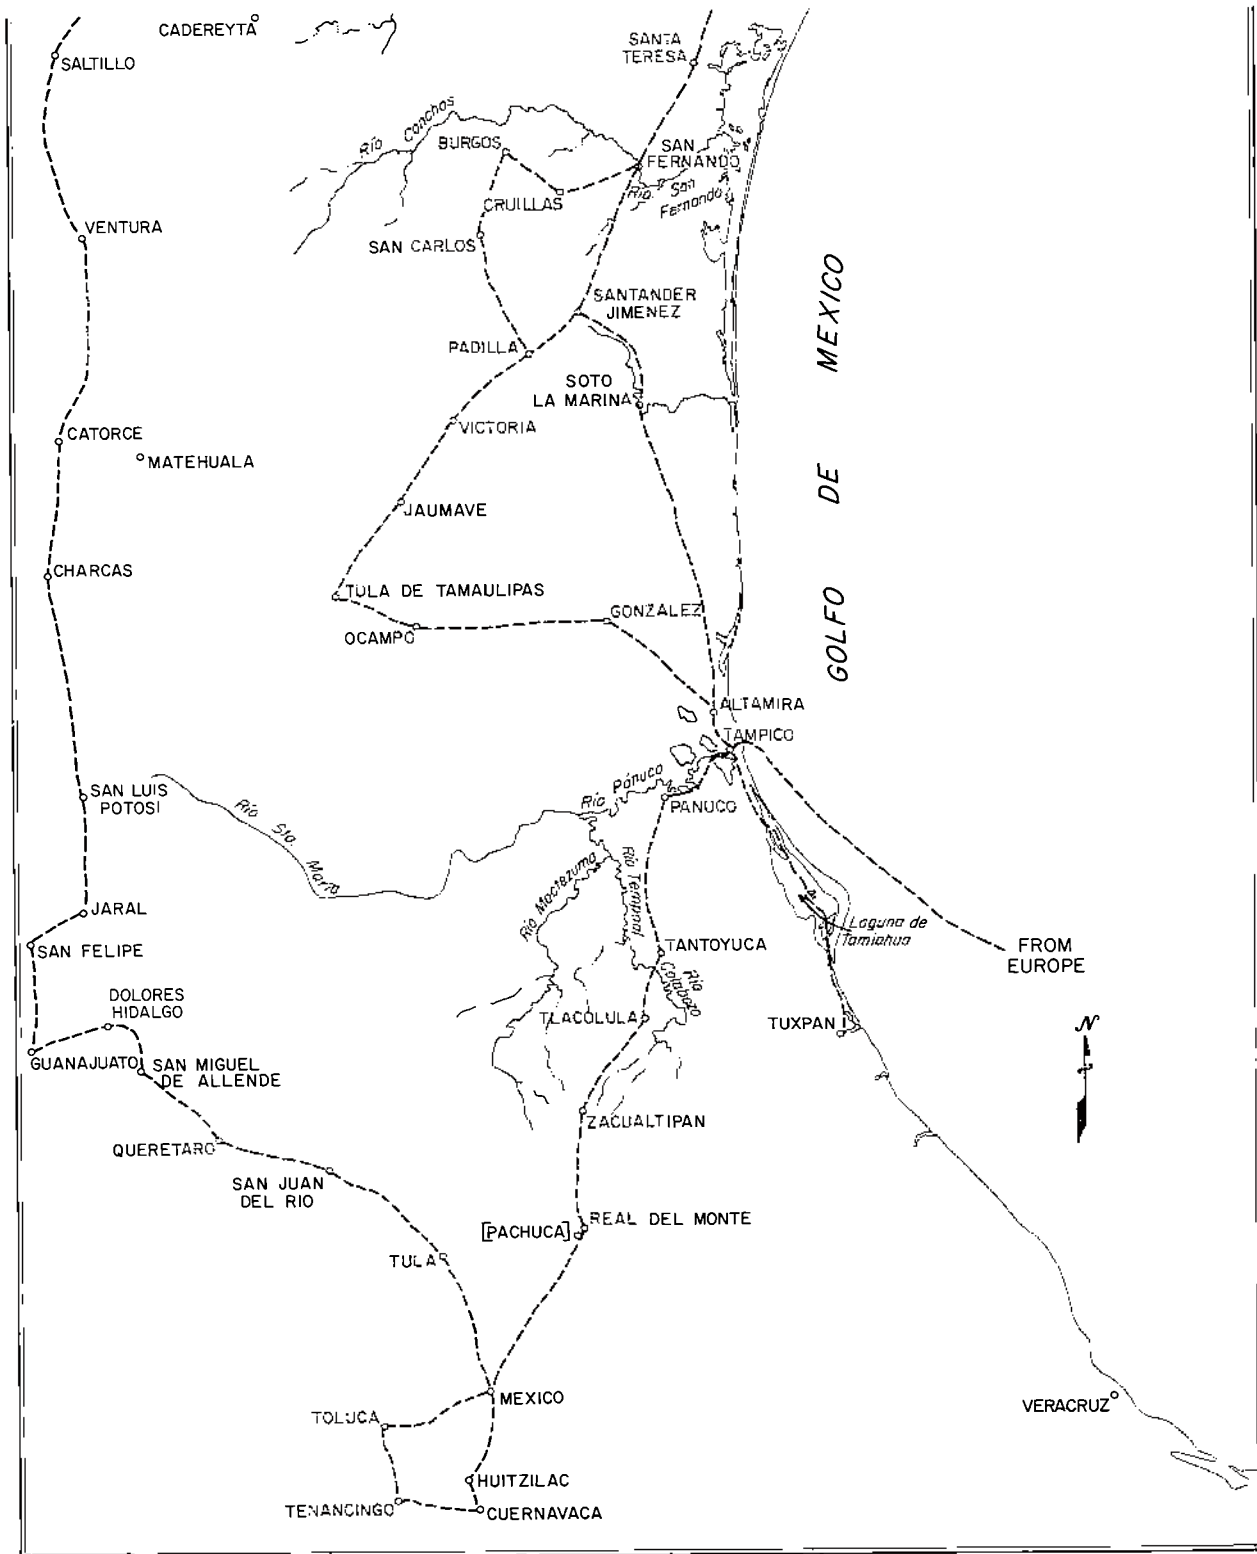 CADEREYTA
SANTA
TERESA
SALTILLO
Río Conchos
BURGOS
SAN
FERNANDO
CRUILLAS
Río San
Fernando
VENTURA
SAN CARLOS
SANTANDER
JIMENEZ
PADILLA
SOTO
LA MARINA
GOLFO DE MEXICO
CATORCE
VICTORIA
MATEHUALA
JAUMAVE
CHARCAS
TULA DE TAMAULIPAS
GONZALEZ
OCAMPO
ALTAMIRA
TAMPICO
SAN LUIS
POTOSI
Río Sta. María
Río Pánuco
PANUCO
Río Moctezuma
Río Tempoal
JARAL
Laguna de
Tamiahua
SAN FELIPE
TANTOYUCA
FROM
EUROPE
Río
Calabozo
DOLORES
HIDALGO
TLACOLULA
TUXPAN
N
GUANAJUATO
SAN MIGUEL
DE ALLENDE
ZACUALTIPAN
QUERETARO
SAN JUAN
DEL RIO
REAL DEL MONTE
[PACHUCA]
TULA
MEXICO
VERACRUZ
TOLUCA
HUITZILAC
TENANCINGO
CUERNAVACA